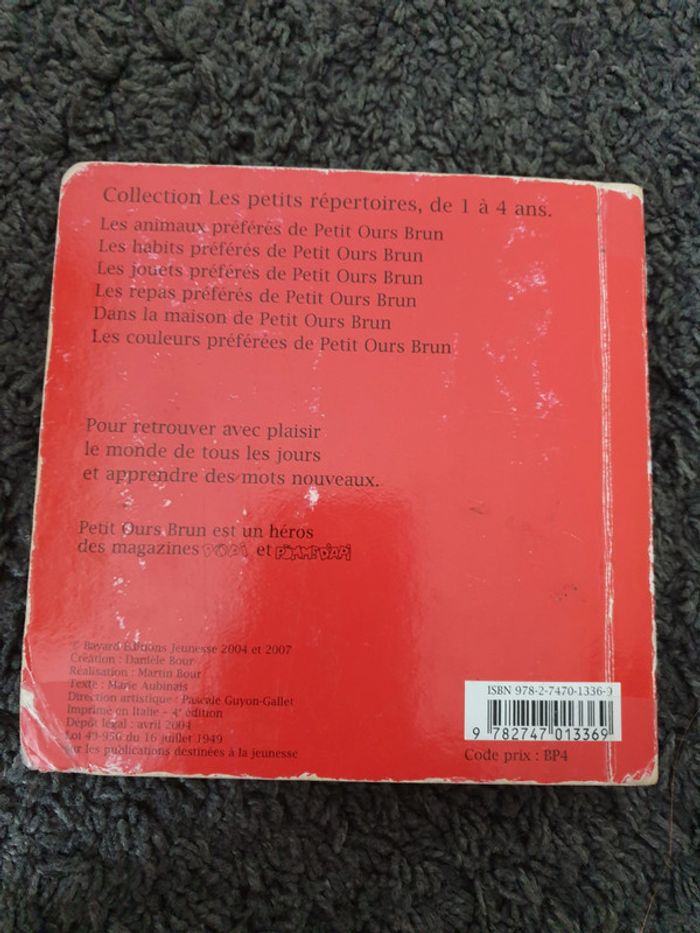 Collection Les petits répertoires, de 1 à 4 ans.
Les animaux préférés de Petit Ours Brun
Les habits préférés de Petit Ours Brun
Les jouets préférés de Petit Ours Brun
Les repas préférés de Petit Ours Brun
Dans la maison de Petit Ours Brun
Les couleurs préférées de Petit Ours Brun
Pour retrouver avec plaisir
le monde de tous les jours
et apprendre des mots nouveaux.
Petit Ours Brun est un héros
des magazines POPI et POMME D'API
© Bayard Éditions Jeunesse 2004 et 2007
Création : Danièle Bour
Réalisation : Martin Bour
Texte : Marie Aubinais
Direction artistique : Pascale Guyon-Gallet
Imprimé en Italie - 4e édition
Dépôt légal : avril 2004
Loi 49-956 du 16 juillet 1949
sur les publications destinées à la jeunesse
ISBN 978-2-7470-1336-9
9 782747 013369
Code prix : BP4